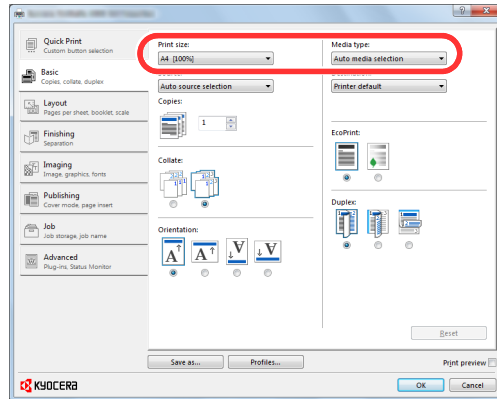 Quick Print
Custom button selection
Basic
Copies, collate, duplex
Layout
Pages per sheet, booklet, scale
Finishing
Separation
Imaging
Image, graphics, fonts
Publishing
Cover mode, page insert
Job
Job storage, job name
Advanced
Plug-ins, Status Monitor
Print size:
A4 [100%]
Auto source selection
Copies:
1
Collate:
Orientation:
Media type:
Auto media selection
Printer default
EcoPrint:
Duplex:
Reset
Save as...
Profiles...
Print preview
KYOCERA
OK
Cancel